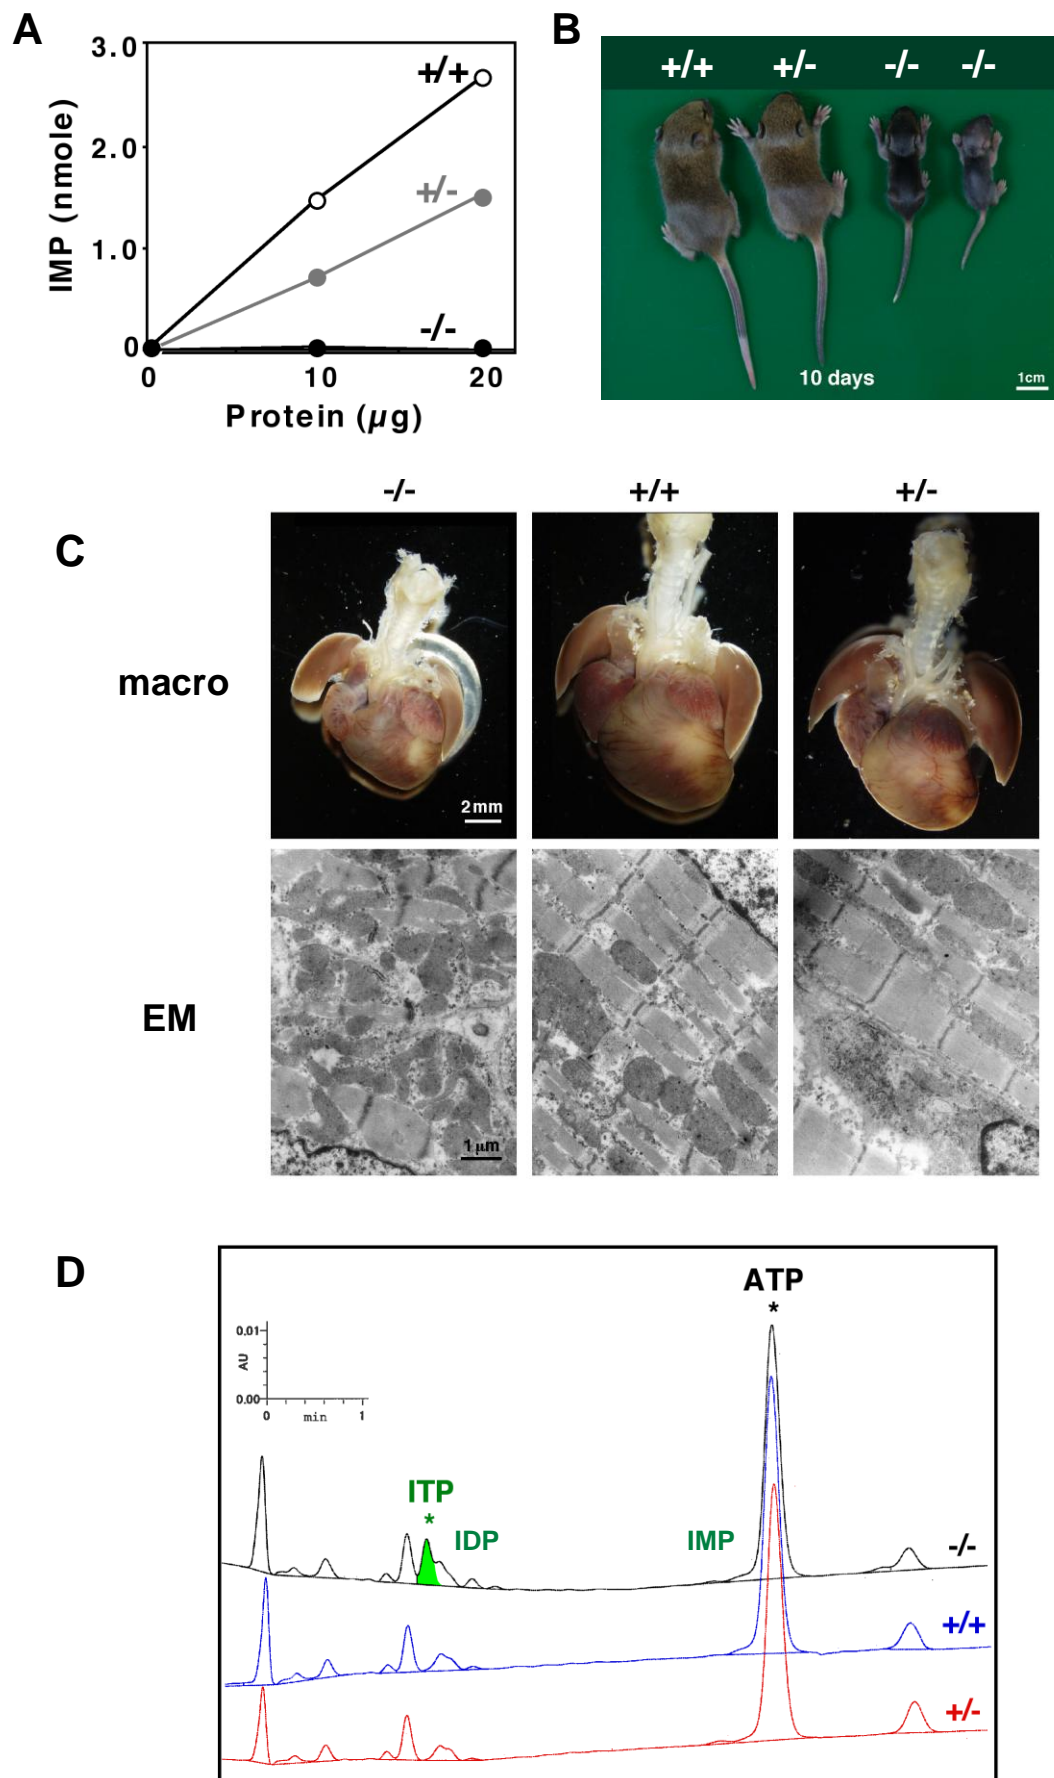 A
3.0
2.0
1.0
0
IMP (nmole)
+/+
+/-
-/-
0 10 20
Protein (µg)
B
+/+ +/- -/- -/-
10 days
1cm
C
-/- +/+ +/-
macro
2mm
EM
1 µm
D
ATP
*
0.01
AU
0.00
0 min 1
ITP
*
IDP
IMP
-/-
+/+
+/-